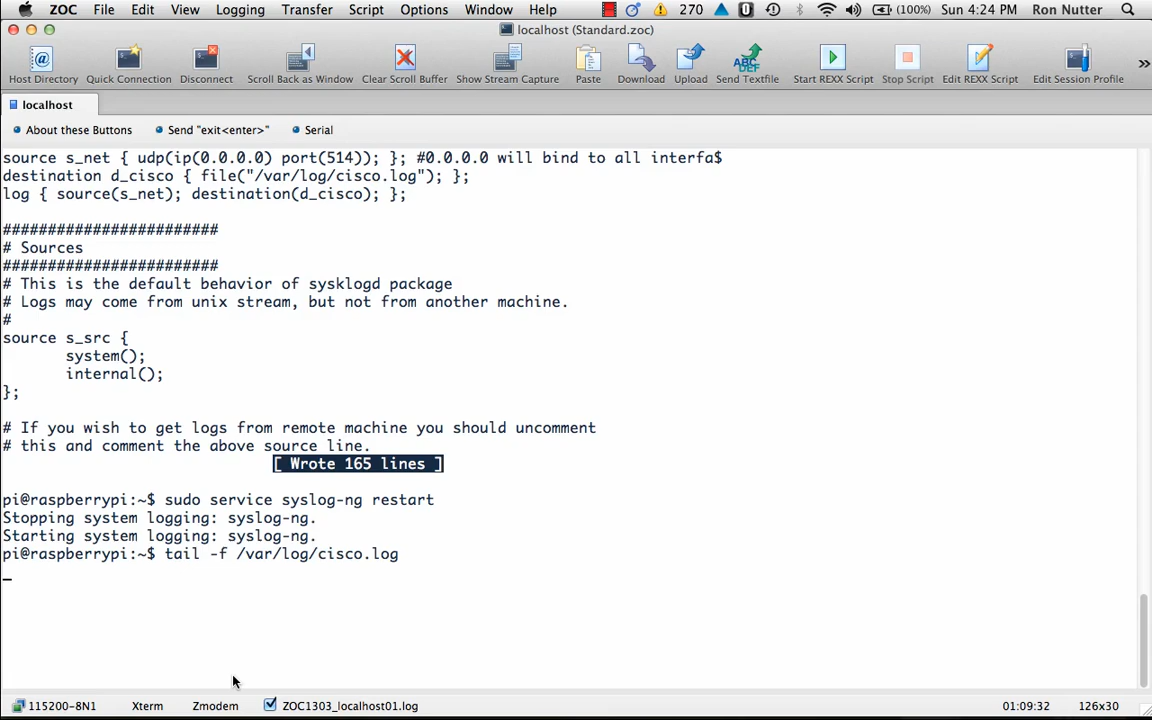 ZOC File Edit View Logging Transfer Script Options Window Help 270 (100%) Sun 4:24 PM Ron Nutter
localhost (Standard.zoc)
Host Directory Quick Connection Disconnect Scroll Back as Window Clear Scroll Buffer Show Stream Capture Paste Download Upload Send Textfile Start REXX Script Stop Script Edit REXX Script Edit Session Profile
localhost
About these Buttons Send "exit<enter>" Serial
source s_net { udp(ip(0.0.0.0) port(514)); }; #0.0.0.0 will bind to all interfa$
destination d_cisco { file("/var/log/cisco.log"); };
log { source(s_net); destination(d_cisco); };
########################
# Sources
########################
# This is the default behavior of sysklogd package
# Logs may come from unix stream, but not from another machine.
#
source s_src {
system();
internal();
};
# If you wish to get logs from remote machine you should uncomment
# this and comment the above source line.
[ Wrote 165 lines ]
pi@raspberrypi:~$ sudo service syslog-ng restart
Stopping system logging: syslog-ng.
Starting system logging: syslog-ng.
pi@raspberrypi:~$ tail -f /var/log/cisco.log
115200-8N1 Xterm Zmodem ZOC1303_localhost01.log 01:09:32 126x30